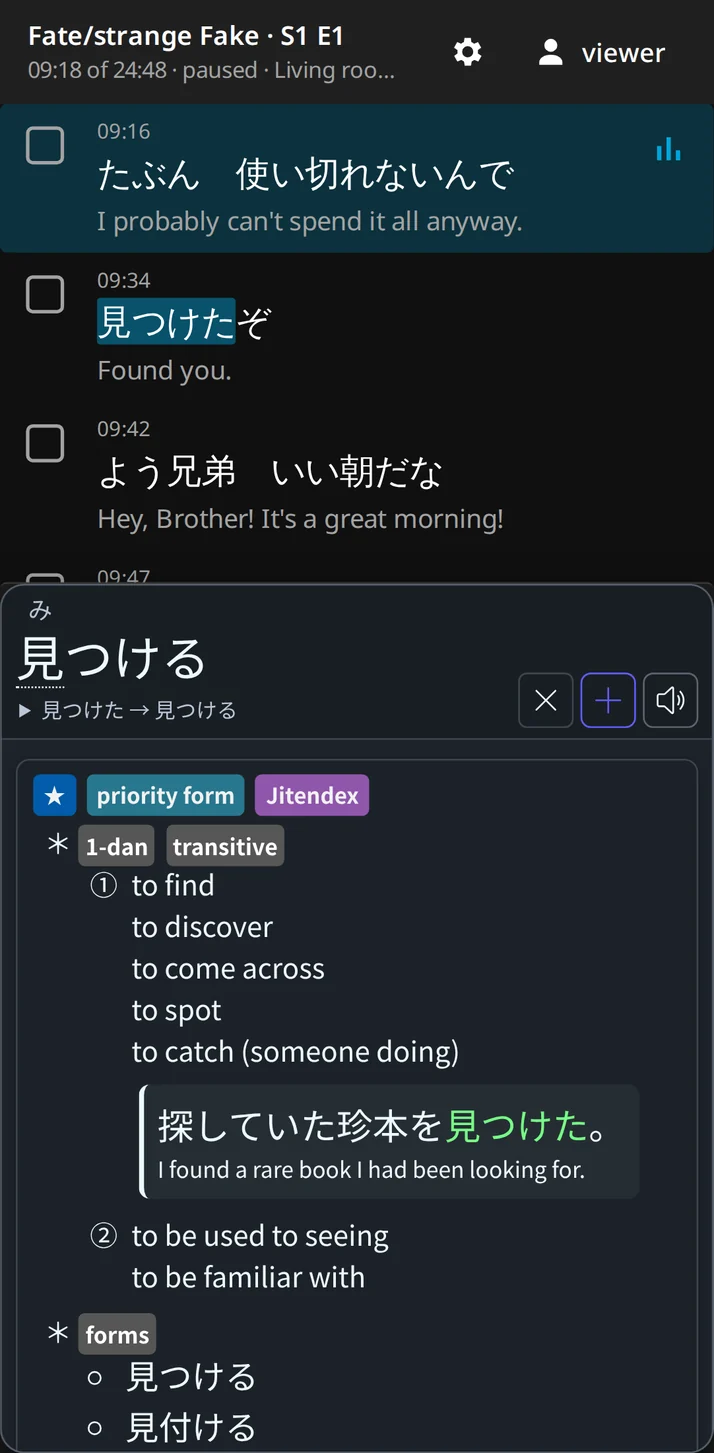 Fate/strange Fake · S1 E1
09:18 of 24:48 · paused · Living roo...
viewer
09:16
たぶん　使い切れないんで
I probably can't spend it all anyway.
09:34
見つけたぞ
Found you.
09:42
よう兄弟　いい朝だな
Hey, Brother! It's a great morning!
09:47
み
見つける
▶ 見つけた → 見つける
★ priority form Jitendex
＊ 1-dan transitive
① to find
to discover
to come across
to spot
to catch (someone doing)
探していた珍本を見つけた。
I found a rare book I had been looking for.
② to be used to seeing
to be familiar with
＊ forms
○ 見つける
○ 見付ける